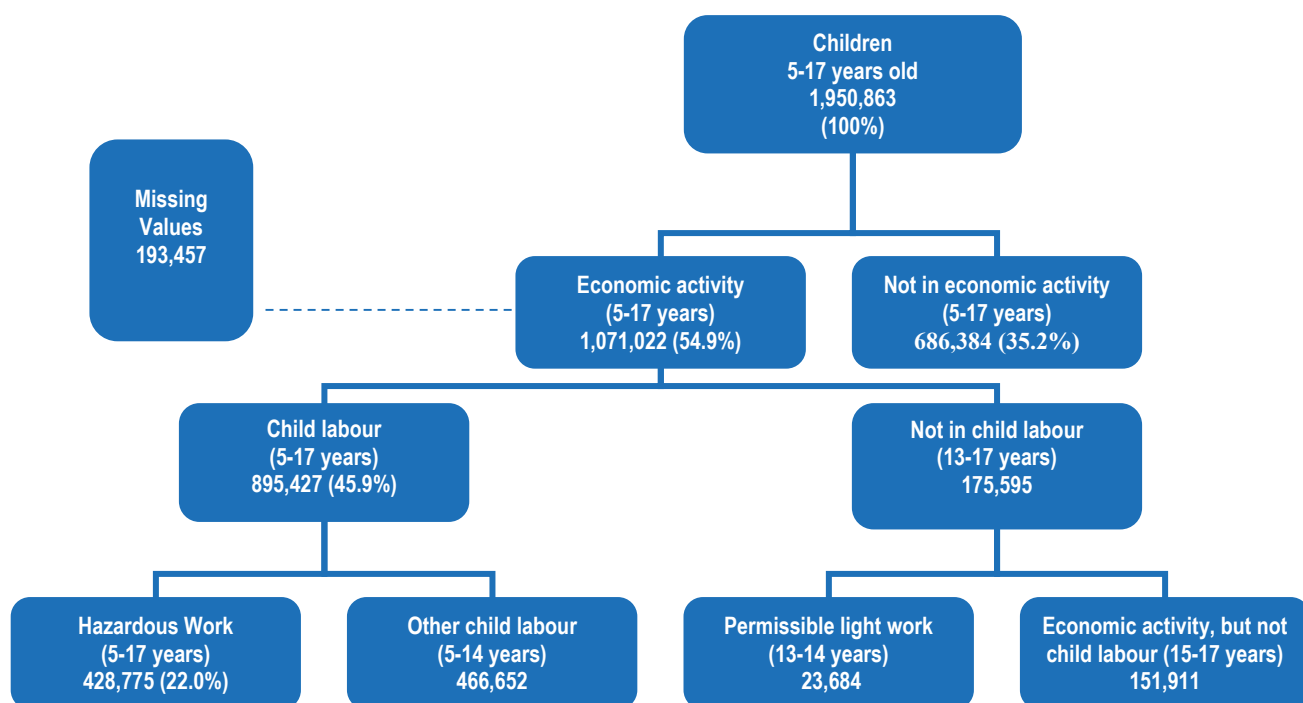 Children
5-17 years old
1,950,863
(100%)
Missing
Values
193,457
Economic activity
(5-17 years)
1,071,022 (54.9%)
Not in economic activity
(5-17 years)
686,384 (35.2%)
Child labour
(5-17 years)
895,427 (45.9%)
Not in child labour
(13-17 years)
175,595
Hazardous Work
(5-17 years)
428,775 (22.0%)
Other child labour
(5-14 years)
466,652
Permissible light work
(13-14 years)
23,684
Economic activity, but not
child labour (15-17 years)
151,911